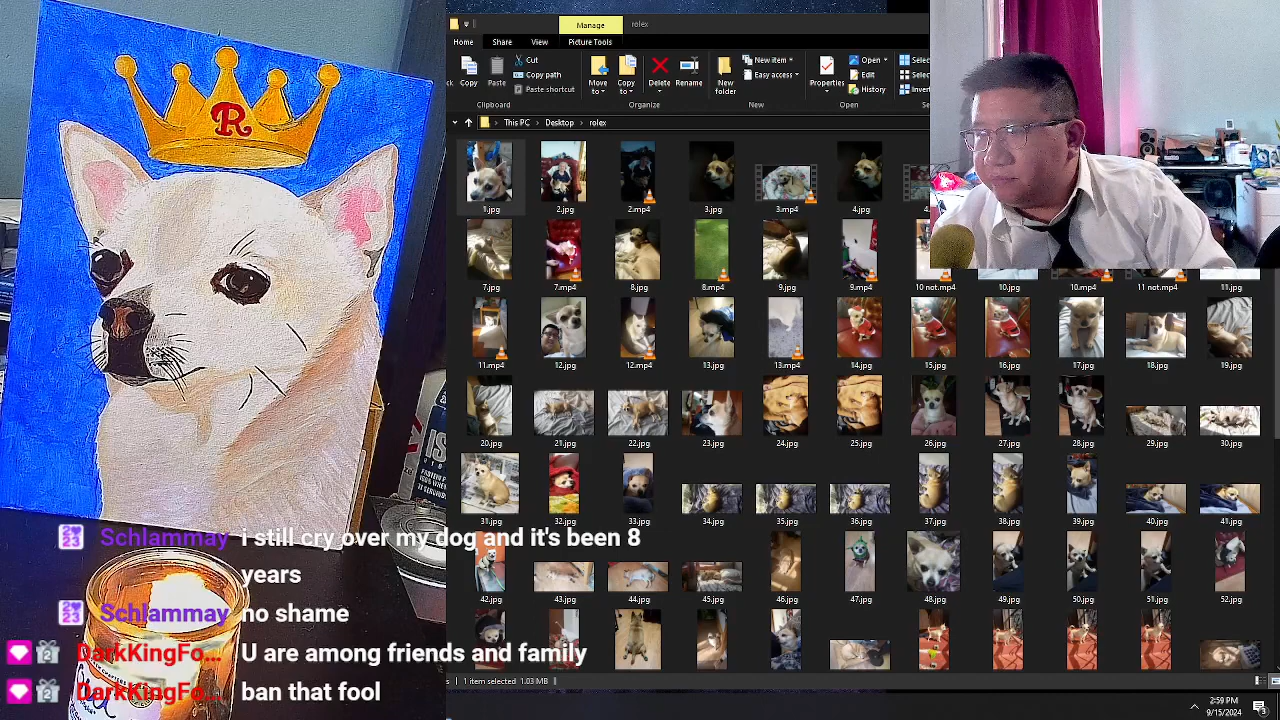 R
Manage
rolex
Home
Share
View
Picture Tools
Copy
Paste
Cut
Copy path
Paste shortcut
Move to
Copy to
Delete
Rename
New folder
New item
Easy access
Properties
Open
Edit
History
Selec
Selec
Clipboard
Organize
New
Open
This PC > Desktop > rolex
1.jpg 2.jpg 2.mp4 3.jpg 3.mp4 4.jpg
7.jpg 7.mp4 8.jpg 8.mp4 9.jpg 9.mp4 10 not.mp4 10.jpg 10.mp4 11 not.mp4 11.jpg
11.mp4 12.jpg 12.mp4 13.jpg 13.mp4 14.jpg 15.jpg 16.jpg 17.jpg 18.jpg 19.jpg
20.jpg 21.jpg 22.jpg 23.jpg 24.jpg 25.jpg 26.jpg 27.jpg 28.jpg 29.jpg 30.jpg
31.jpg 32.jpg 33.jpg 34.jpg 35.jpg 36.jpg 37.jpg 38.jpg 39.jpg 40.jpg 41.jpg
42.jpg 43.jpg 44.jpg 45.jpg 46.jpg 47.jpg 48.jpg 49.jpg 50.jpg 51.jpg 52.jpg
Schlammay i still cry over my dog and it's been 8
years
Schlammay no shame
DarkKingFo... U are among friends and family
DarkKingFo... ban that fool
1 item selected 1.03 MB
2:59 PM
9/15/2024